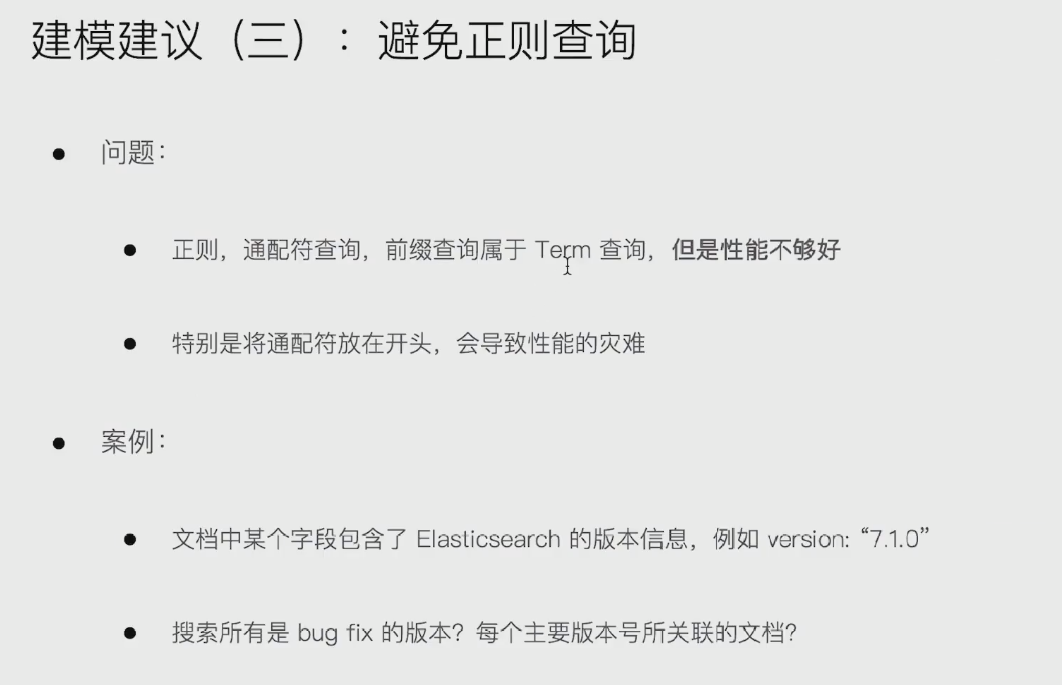 建模建议（三）：避免正则查询
问题：
正则，通配符查询，前缀查询属于 Term 查询，但是性能不够好
特别是将通配符放在开头，会导致性能的灾难
案例：
文档中某个字段包含了 Elasticsearch 的版本信息，例如 version: “7.1.0”
搜索所有是 bug fix 的版本？每个主要版本号所关联的文档？